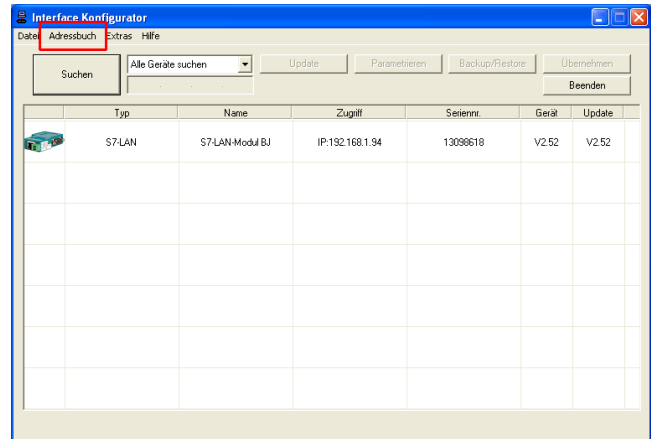 Interface Konfigurator
Datei Adressbuch Extras Hilfe
Suchen
Alle Geräte suchen
Update
Parametrieren
Backup/Restore
Übernehmen
Beenden
Typ Name Zugriff Seriennr. Gerät Update
S7-LAN S7-LAN-Modul BJ IP:192.168.1.94 13098618 V2.52 V2.52